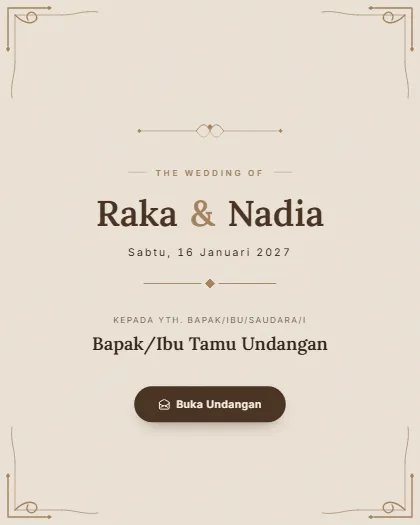 THE WEDDING OF
Raka & Nadia
Sabtu, 16 Januari 2027
KEPADA YTH. BAPAK/IBU/SAUDARA/I
Bapak/Ibu Tamu Undangan
Buka Undangan